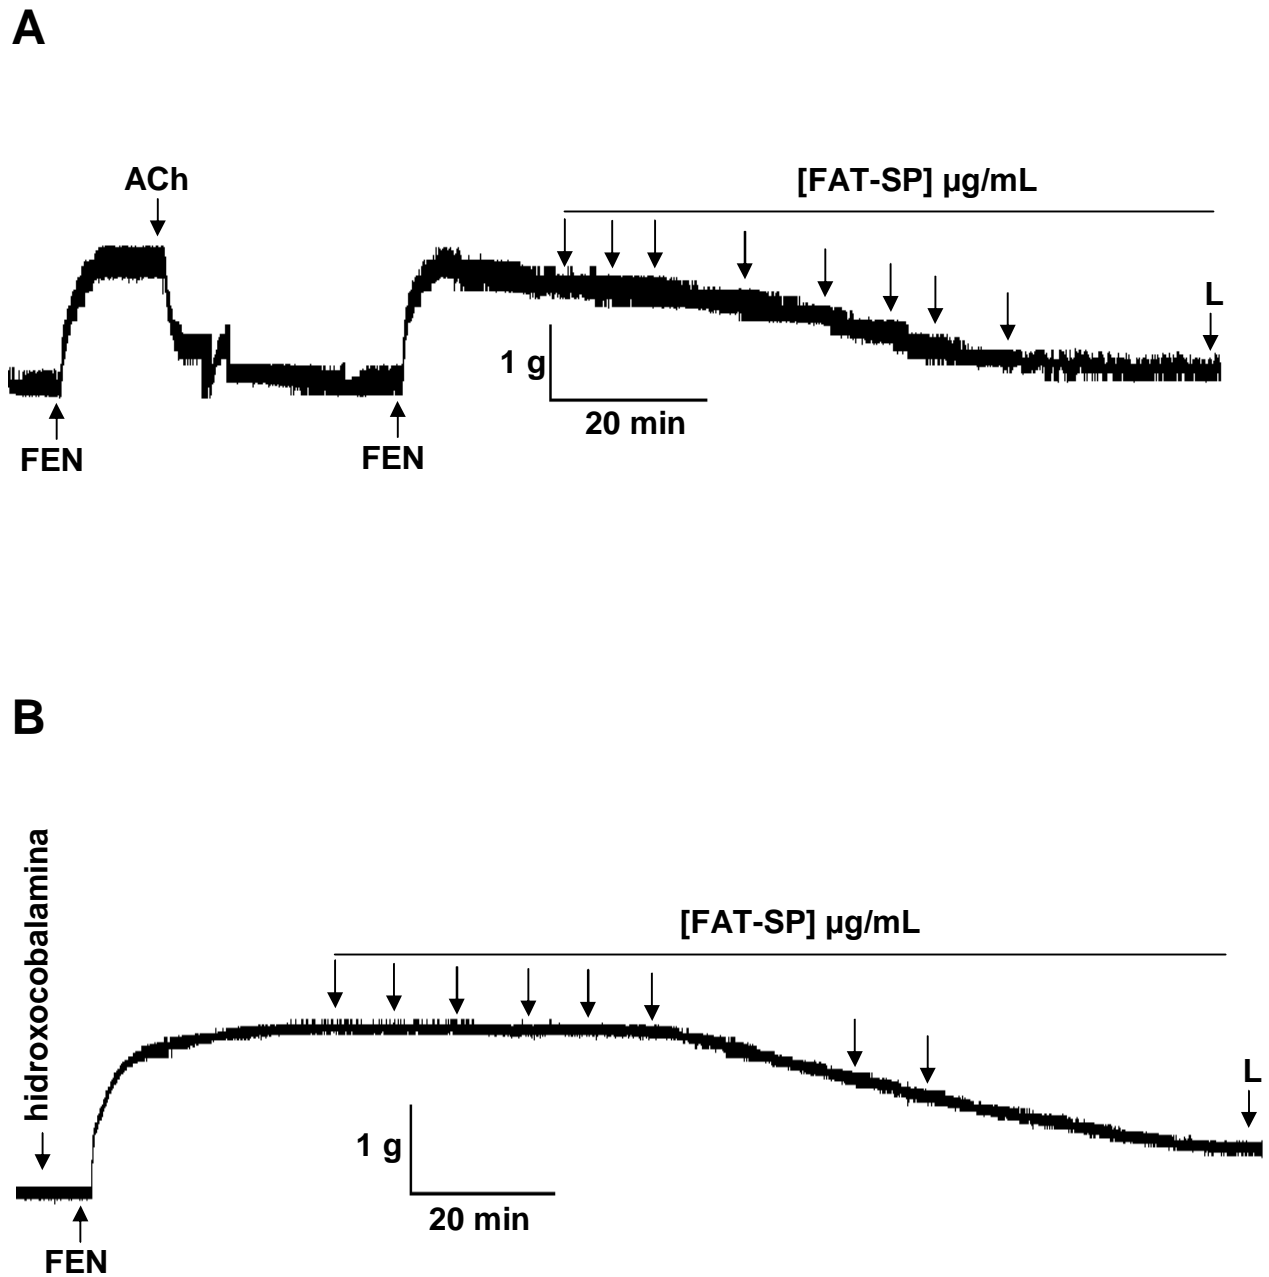 A
ACh
[FAT-SP] µg/mL
L
1 g
20 min
FEN
FEN
B
hidroxocobalamina
[FAT-SP] µg/mL
L
1 g
20 min
FEN